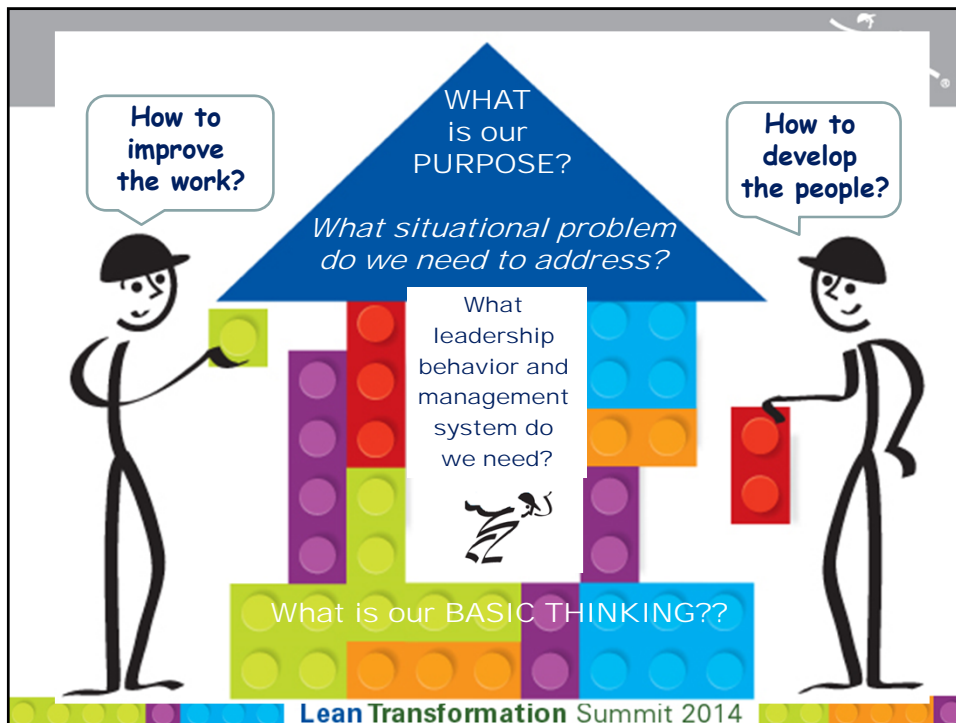 WHAT
is our
PURPOSE?
What situational problem
do we need to address?
How to
improve
the work?
How to
develop
the people?
What
leadership
behavior and
management
system do
we need?
What is our BASIC THINKING??
Lean Transformation Summit 2014
®